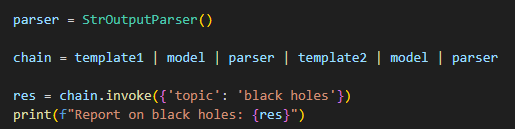 parser = StrOutputParser()
chain = template1 | model | parser | template2 | model | parser
res = chain.invoke({'topic': 'black holes'})
print(f"Report on black holes: {res}")